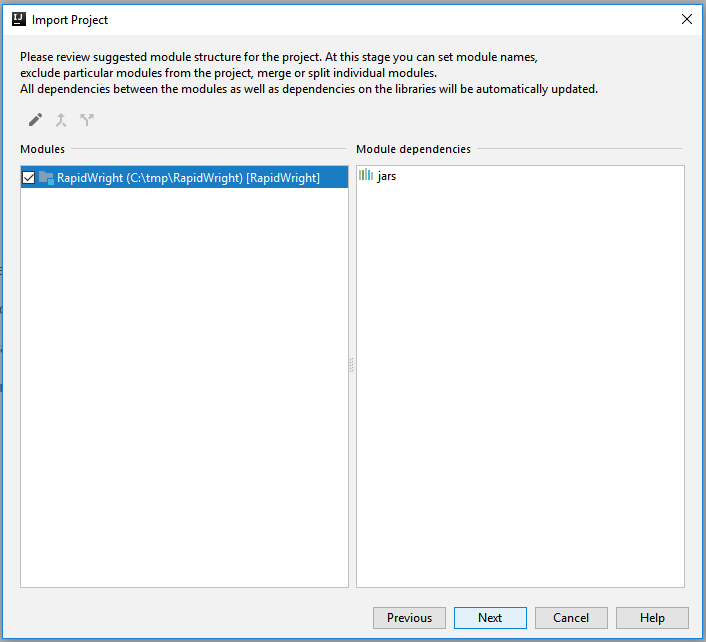 Import Project
Please review suggested module structure for the project. At this stage you can set module names,
exclude particular modules from the project, merge or split individual modules.
All dependencies between the modules as well as dependencies on the libraries will be automatically updated.
Modules
Module dependencies
RapidWright (C:\tmp\RapidWright) [RapidWright]
jars
Previous
Next
Cancel
Help